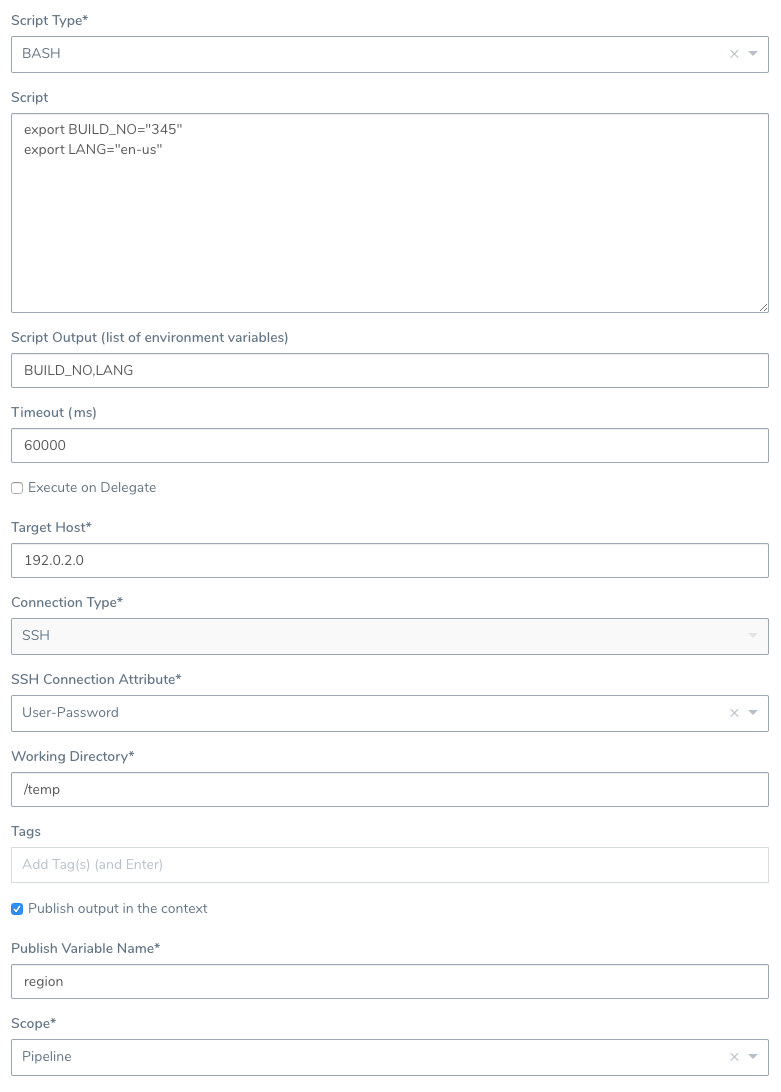 Script Type*
BASH
Script
export BUILD_NO="345"
export LANG="en-us"
Script Output (list of environment variables)
BUILD_NO,LANG
Timeout (ms)
60000
Execute on Delegate
Target Host*
192.0.2.0
Connection Type*
SSH
SSH Connection Attribute*
User-Password
Working Directory*
/temp
Tags
Add Tag(s) (and Enter)
Publish output in the context
Publish Variable Name*
region
Scope*
Pipeline